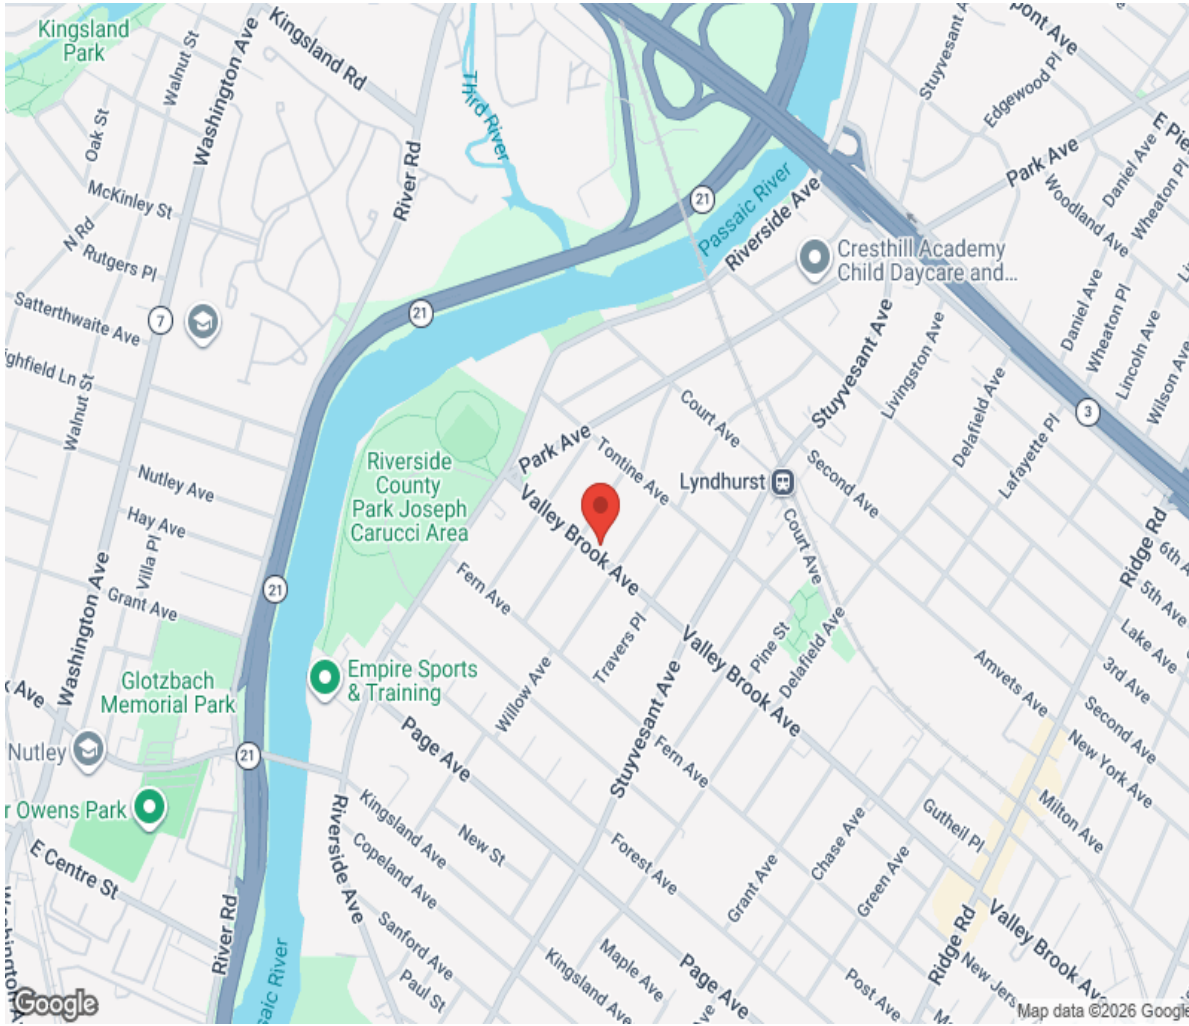 Kingsland
Park
Walnut St
Washington Ave
Kingsland Rd
Third River
River Rd
Oak St
McKinley St
N Rd
Rutgers Pl
Satterthwaite Ave
7
ighfield Ln
Walnut St
21
21
Passaic River
Riverside Ave
Stuyvesant A
pont Ave
Edgewood Pl
E Pie
Park Ave
Daniel Ave
Wheaton Pl
Woodland Ave
Cresthill Academy
Child Daycare and...
Daniel Ave
Wheaton Pl
Lincoln Ave
Wilson Ave
Stuyvesant Ave
Livingston Ave
Delafield Ave
Lafayette Pl
3
Court Ave
Park Ave
Tontine Ave
Lyndhurst
Second Ave
Court Ave
Riverside
County
Park Joseph
Carucci Area
Valley Brook Ave
Nutley Ave
Hay Ave
Villa Pl
Grant Ave
Washington Ave
21
Fern Ave
Ridge Rd
6th A
5th Ave
Lake Ave
3rd Ave
Second Ave
Amvets Ave
New York Ave
Milton Ave
Pine St
Delafield Ave
Travers Pl
Valley Brook Ave
Willow Ave
Stuyvesant Ave
Glotzbach
Memorial Park
Empire Sports
& Training
k Ave
Nutley
21
Page Ave
Fern Ave
r Owens Park
E Centre St
Kingsland Ave
New St
Copeland Ave
Riverside Ave
Forest Ave
Grant Ave
Chase Ave
Green Ave
Gutheil Pl
Valley Brook Ave
Ridge Rd
River Rd
Sanford Ave
Paul St
Kingsland Ave
Maple Ave
Page Ave
Post Ave
New Jers
saic River
Google
Map data ©2026 Google